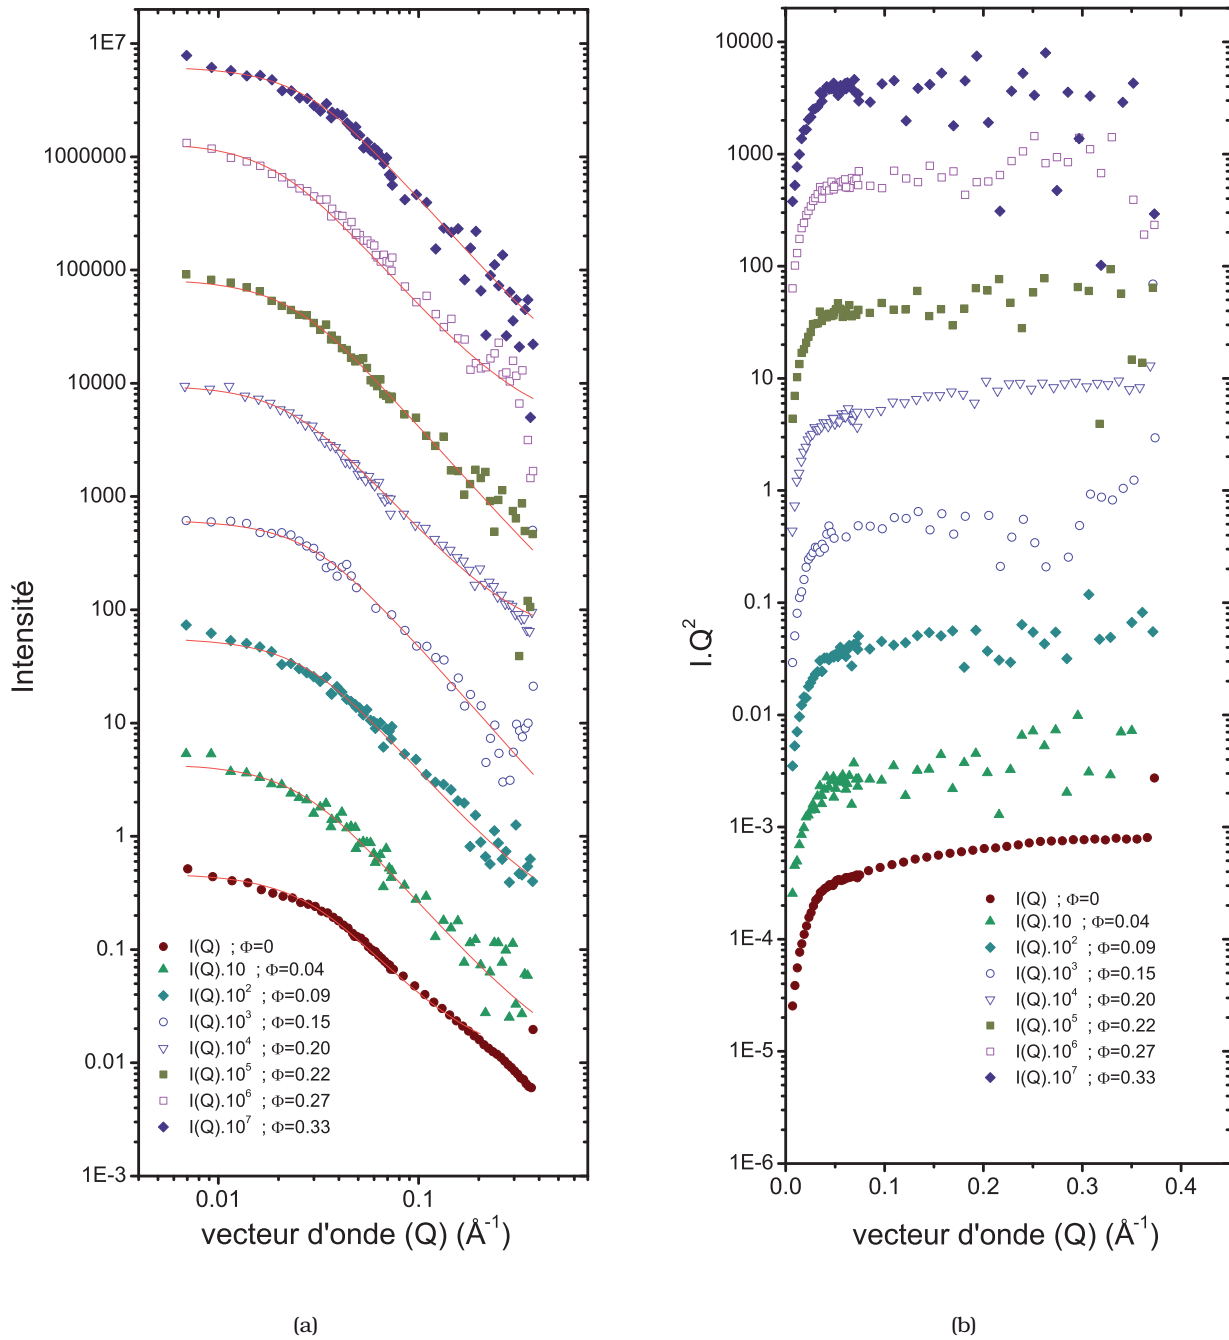 1E7
1000000
100000
10000
1000
100
10
1
0.1
0.01
1E-3
0.01
0.1
Intensité
vecteur d'onde (Q) (Å⁻¹)
I(Q) ; Φ=0
I(Q).10 ; Φ=0.04
I(Q).10² ; Φ=0.09
I(Q).10³ ; Φ=0.15
I(Q).10⁴ ; Φ=0.20
I(Q).10⁵ ; Φ=0.22
I(Q).10⁶ ; Φ=0.27
I(Q).10⁷ ; Φ=0.33
(a)
10000
1000
100
10
1
0.1
0.01
1E-3
1E-4
1E-5
1E-6
0.0
0.1
0.2
0.3
0.4
I.Q²
vecteur d'onde (Q) (Å⁻¹)
I(Q) ; Φ=0
I(Q).10 ; Φ=0.04
I(Q).10² ; Φ=0.09
I(Q).10³ ; Φ=0.15
I(Q).10⁴ ; Φ=0.20
I(Q).10⁵ ; Φ=0.22
I(Q).10⁶ ; Φ=0.27
I(Q).10⁷ ; Φ=0.33
(b)